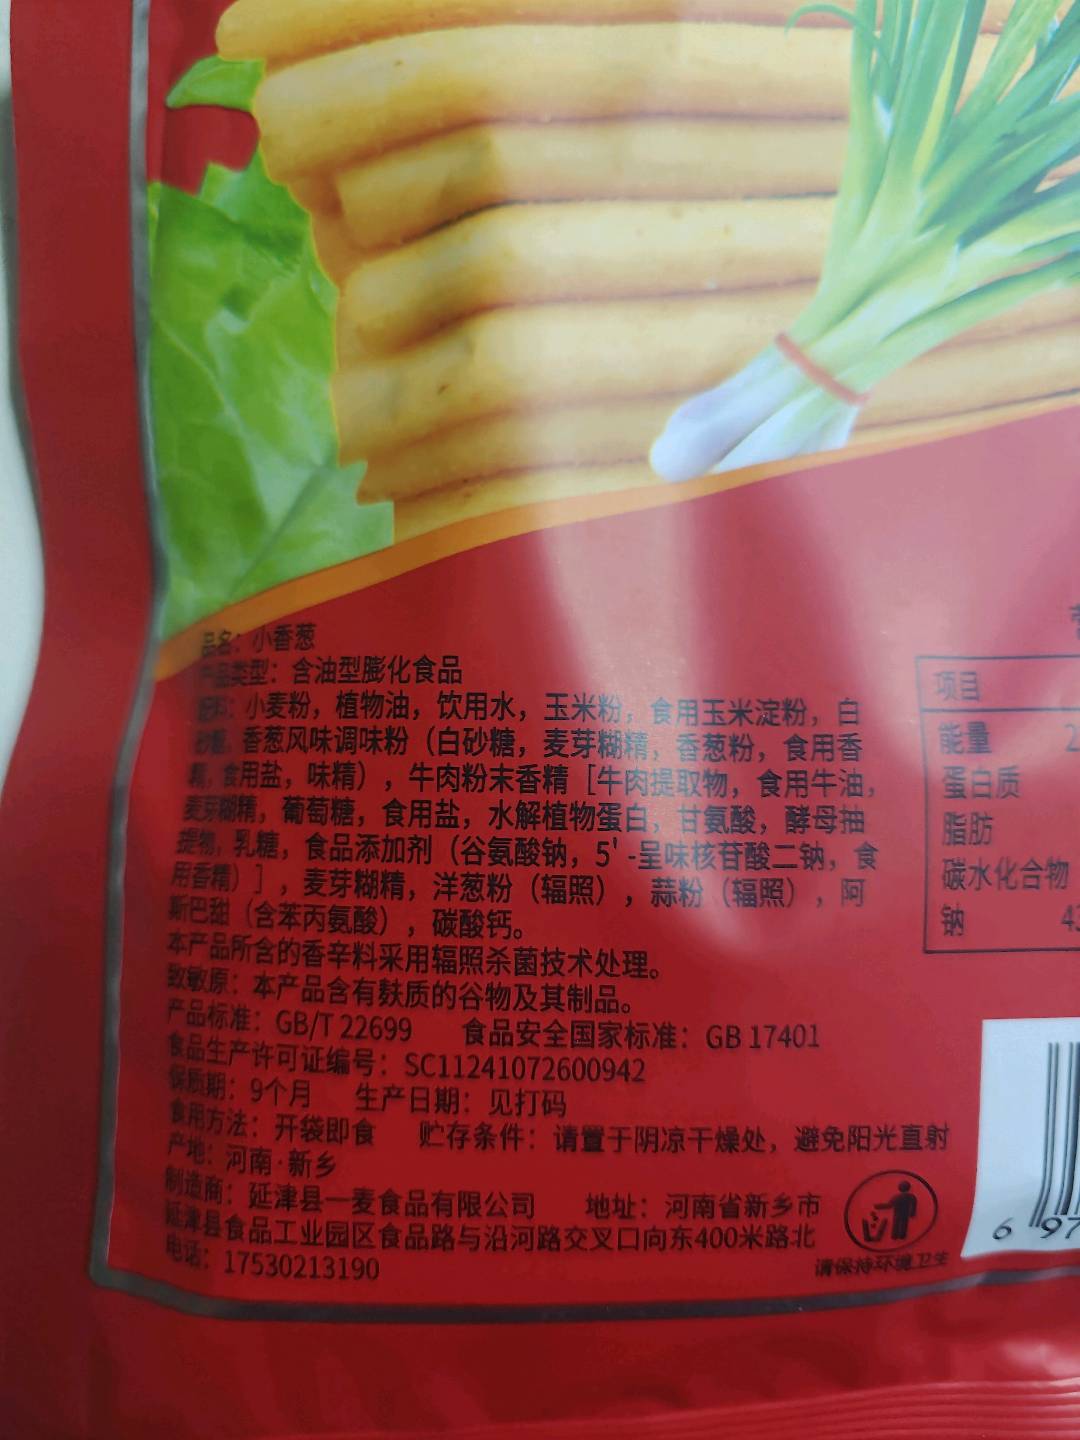 品名：小香葱
产品类型：含油型膨化食品
配料：小麦粉，植物油，饮用水，玉米粉，食用玉米淀粉，白
砂糖，香葱风味调味粉（白砂糖，麦芽糊精，香葱粉，食用香
精，食用盐，味精），牛肉粉末香精［牛肉提取物，食用牛油，
麦芽糊精，葡萄糖，食用盐，水解植物蛋白，甘氨酸，酵母抽
提物，乳糖，食品添加剂（谷氨酸钠，5'-呈味核苷酸二钠，食
用香精）］，麦芽糊精，洋葱粉（辐照），蒜粉（辐照），阿
斯巴甜（含苯丙氨酸），碳酸钙。
本产品所含的香辛料采用辐照杀菌技术处理。
致敏原：本产品含有麸质的谷物及其制品。
产品标准：GB/T 22699 食品安全国家标准：GB 17401
食品生产许可证编号：SC11241072600942
保质期：9个月 生产日期：见打码
食用方法：开袋即食 贮存条件：请置于阴凉干燥处，避免阳光直射
产地：河南·新乡
制造商：延津县一麦食品有限公司 地址：河南省新乡市
延津县食品工业园区食品路与沿河路交叉口向东400米路北
电话：17530213190
请保持环境卫生
项目
能量 2
蛋白质
脂肪
碳水化合物
钠 4
6 97